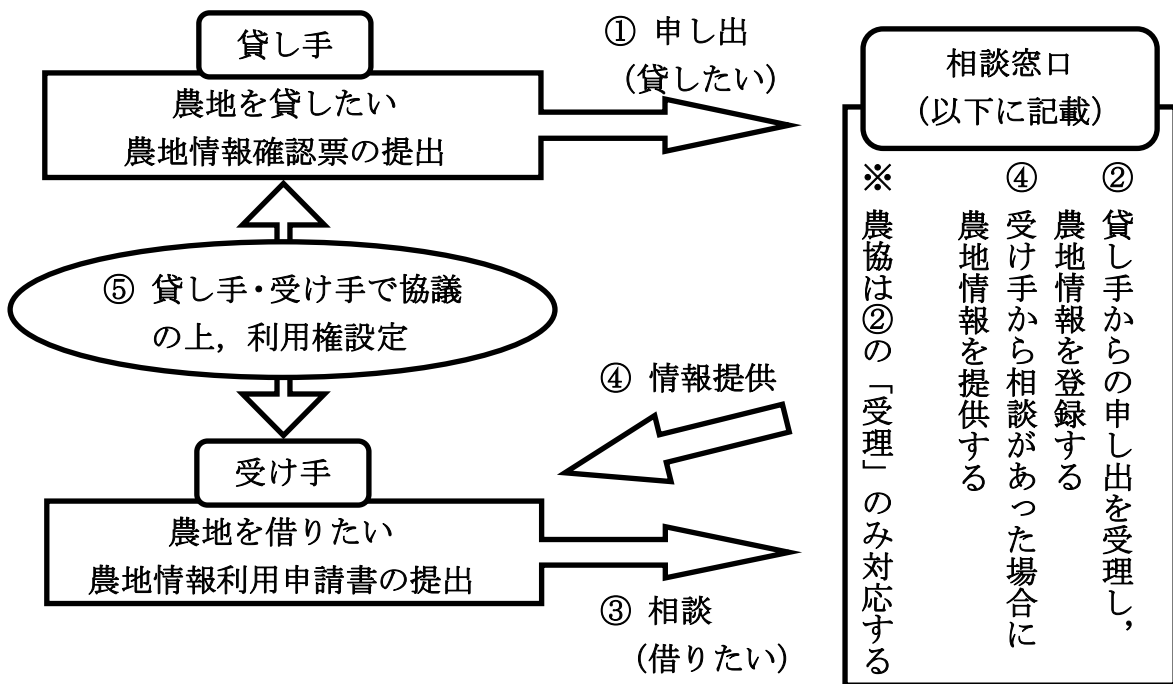 貸し手
農地を貸したい
農地情報確認票の提出
① 申し出
（貸したい）
相談窓口
（以下に記載）
② 貸し手からの申し出を受理し，
農地情報を登録する
④ 受け手から相談があった場合に
農地情報を提供する
※ 農協は②の「受理」のみ対応する
⑤ 貸し手・受け手で協議
の上，利用権設定
④ 情報提供
受け手
農地を借りたい
農地情報利用申請書の提出
③ 相談
（借りたい）